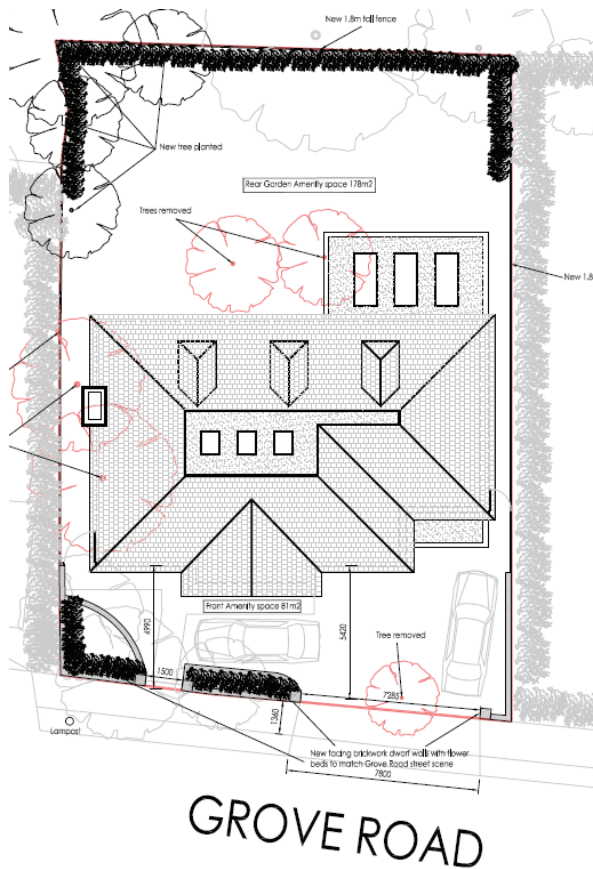 New 1.8m tall fence
New tree planted
Rear Garden Amenity space 178m2
Trees removed
New 1.8
Front Amenity space 81m2
4990
5420
Tree removed
1500
7285
1360
Lampost
New facing brickwork dwarf walls with flower
beds to match Grove Road street scene
7800
GROVE ROAD